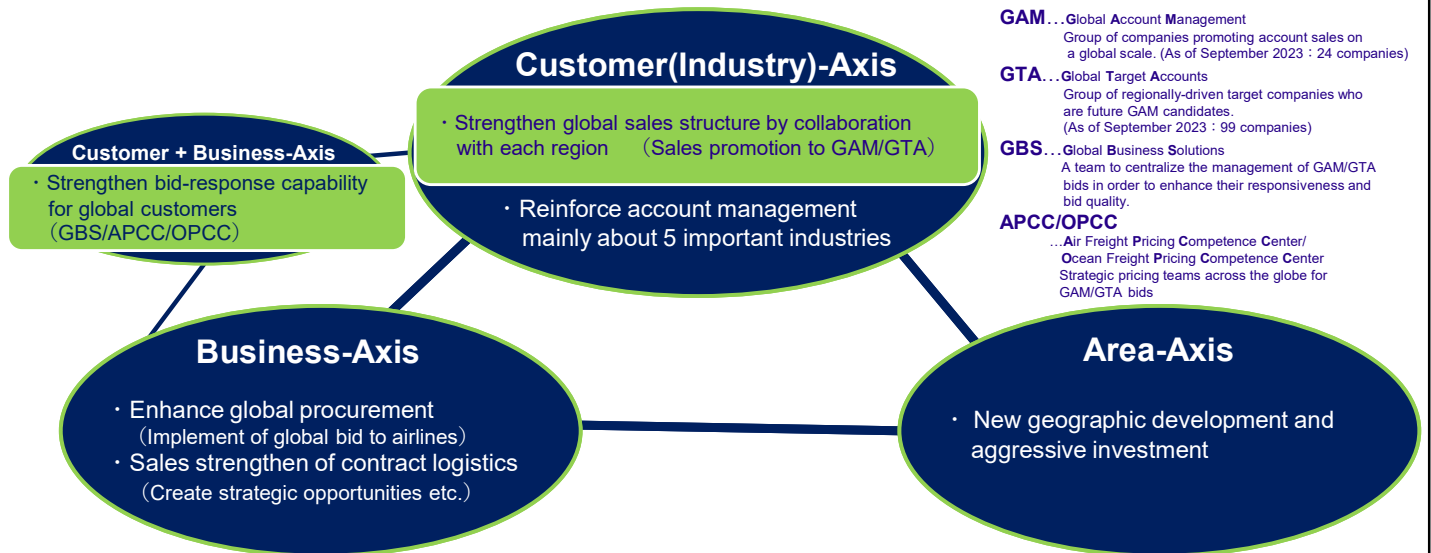 Customer(Industry)-Axis
・Strengthen global sales structure by collaboration
with each region （Sales promotion to GAM/GTA）
・Reinforce account management
mainly about 5 important industries
Customer + Business-Axis
・Strengthen bid-response capability
for global customers
（GBS/APCC/OPCC）
Business-Axis
・Enhance global procurement
（Implement of global bid to airlines）
・Sales strengthen of contract logistics
（Create strategic opportunities etc.）
Area-Axis
・New geographic development and
aggressive investment
GAM…Global Account Management
Group of companies promoting account sales on
a global scale. (As of September 2023：24 companies)
GTA…Global Target Accounts
Group of regionally-driven target companies who
are future GAM candidates.
(As of September 2023：99 companies)
GBS…Global Business Solutions
A team to centralize the management of GAM/GTA
bids in order to enhance their responsiveness and
bid quality.
APCC/OPCC
…Air Freight Pricing Competence Center/
Ocean Freight Pricing Competence Center
Strategic pricing teams across the globe for
GAM/GTA bids